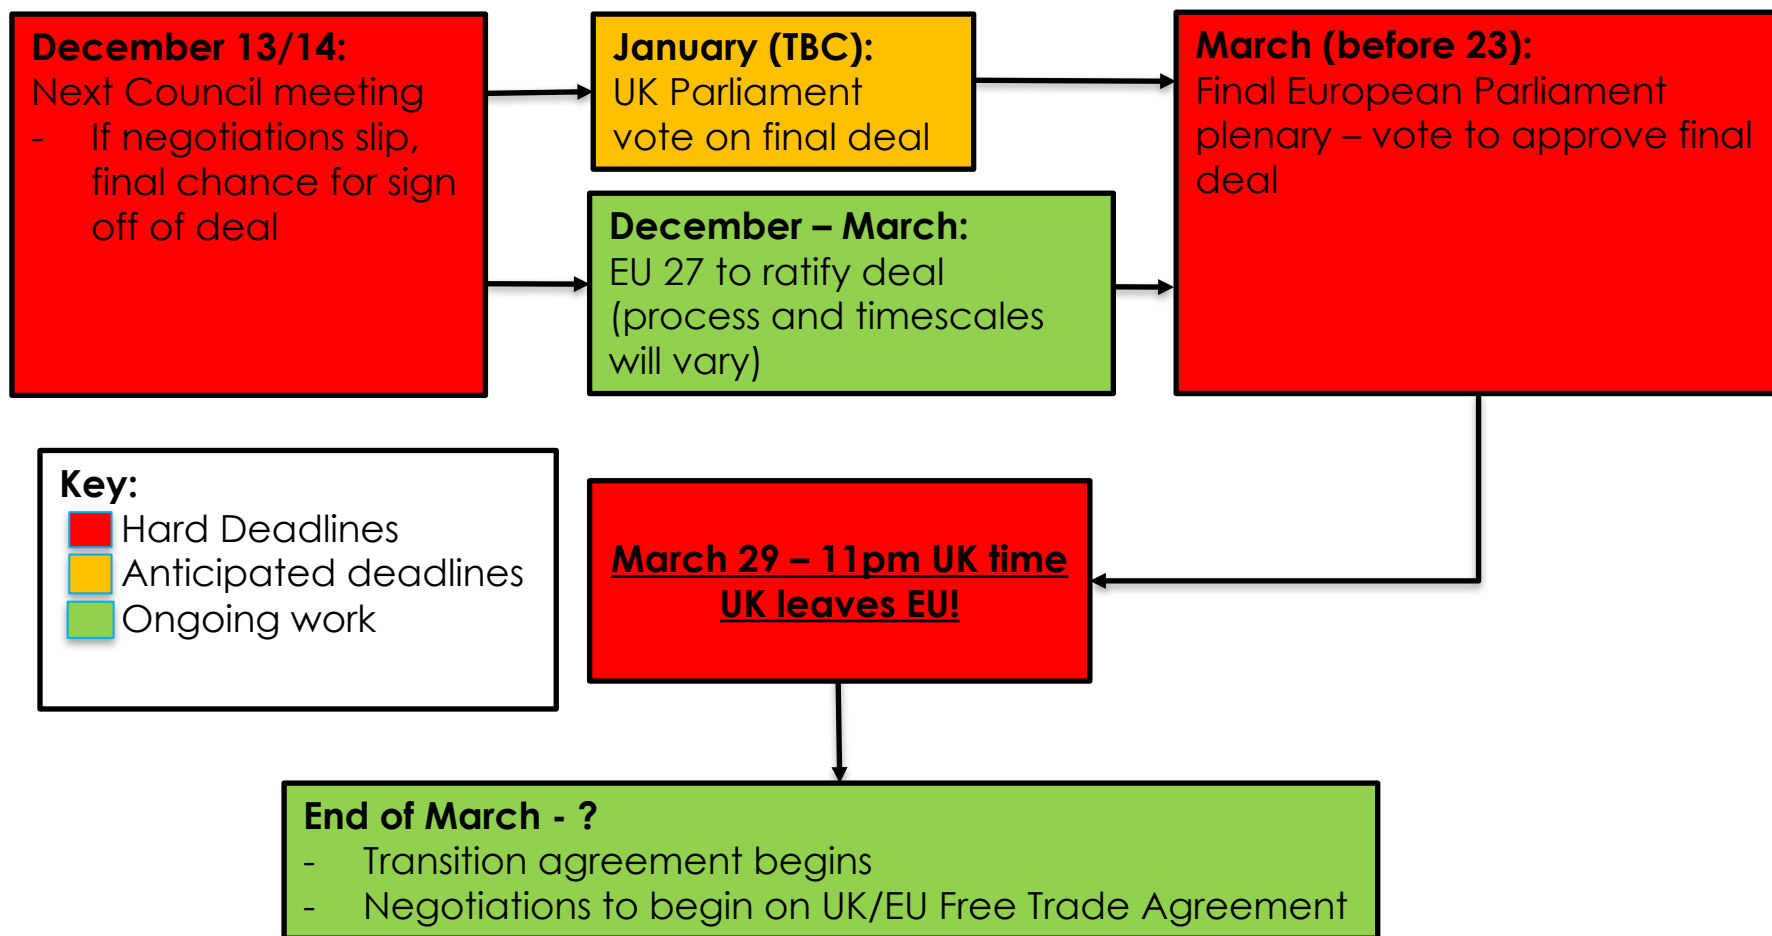 December 13/14:
Next Council meeting
- If negotiations slip,
final chance for sign
off of deal
January (TBC):
UK Parliament
vote on final deal
December – March:
EU 27 to ratify deal
(process and timescales
will vary)
March (before 23):
Final European Parliament
plenary – vote to approve final
deal
Key:
Hard Deadlines
Anticipated deadlines
Ongoing work
March 29 – 11pm UK time
UK leaves EU!
End of March - ?
- Transition agreement begins
- Negotiations to begin on UK/EU Free Trade Agreement